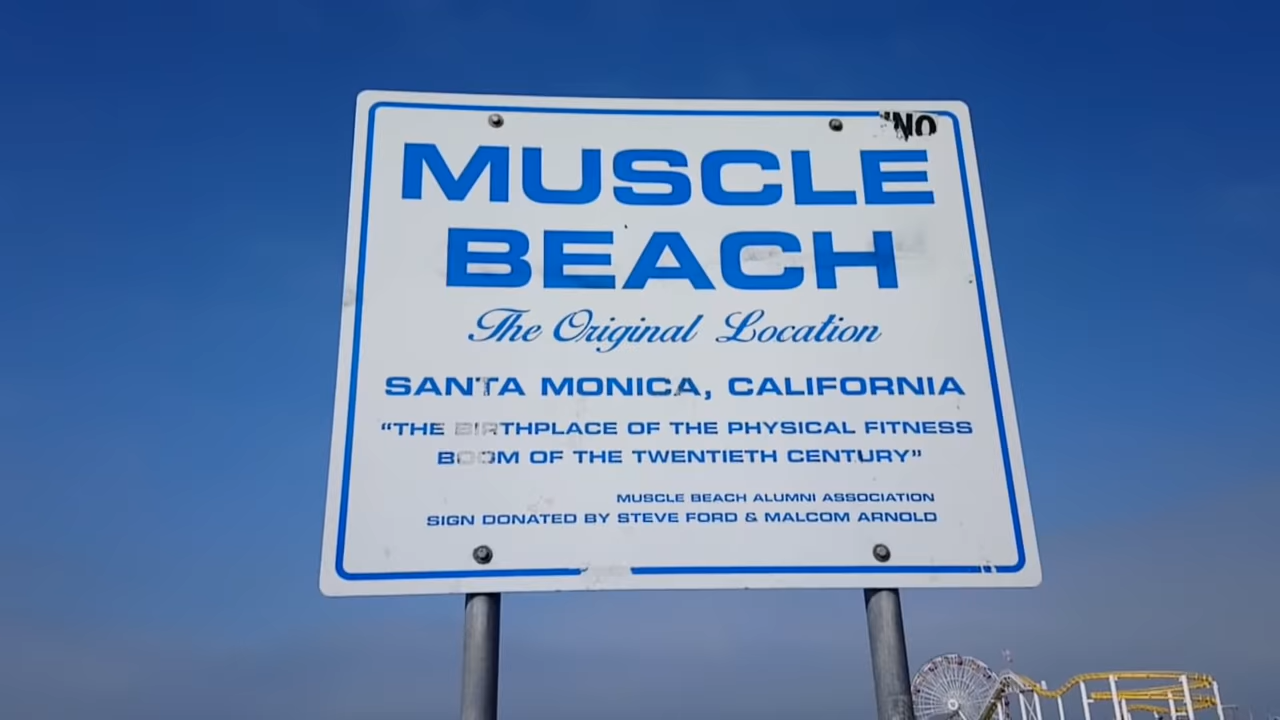 NO
MUSCLE
BEACH
The Original Location
SANTA MONICA, CALIFORNIA
“THE BIRTHPLACE OF THE PHYSICAL FITNESS
BOOM OF THE TWENTIETH CENTURY”
MUSCLE BEACH ALUMNI ASSOCIATION
SIGN DONATED BY STEVE FORD & MALCOM ARNOLD